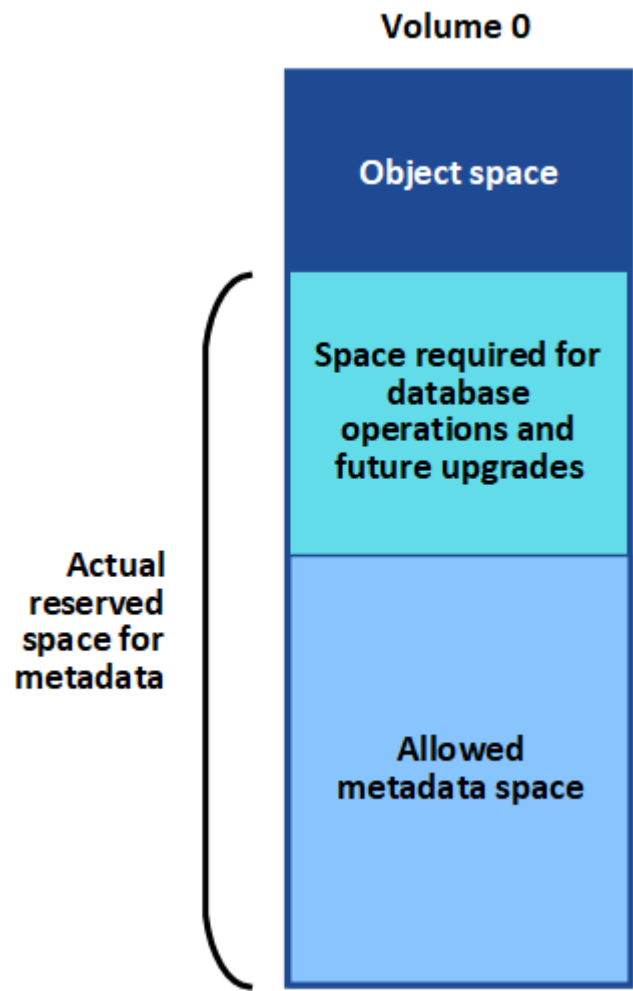 Volume 0
Object space
Space required for
database
operations and
future upgrades
Actual
reserved
space for
metadata
Allowed
metadata space